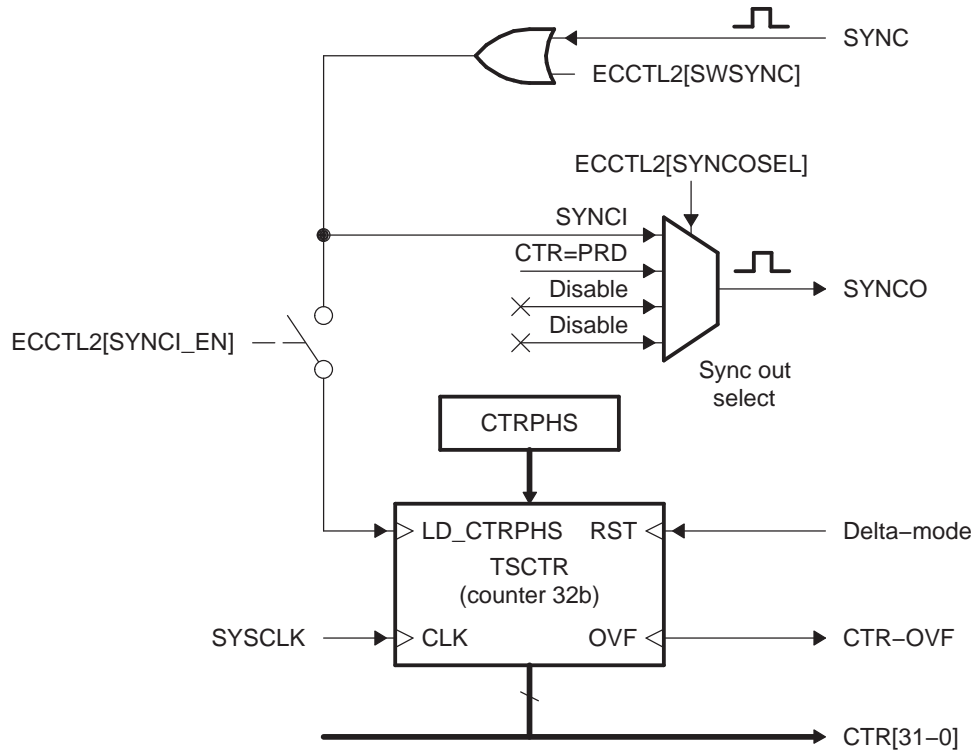 SYNC
ECCTL2[SWSYNC]
ECCTL2[SYNCOSEL]
SYNCI
CTR=PRD
Disable
Disable
SYNCO
ECCTL2[SYNCI_EN]
Sync out
select
CTRPHS
LD_CTRPHS
RST
Delta−mode
TSCTR
(counter 32b)
SYSCLK
CLK
OVF
CTR−OVF
CTR[31−0]